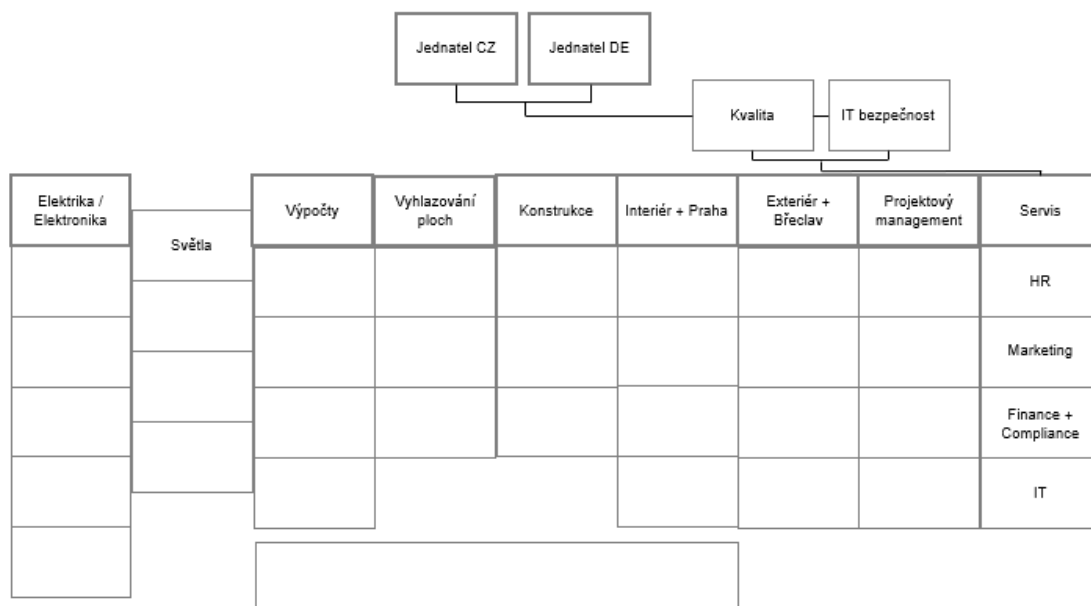 Jednatel CZ
Jednatel DE
Kvalita
IT bezpečnost
Elektrika /
Elektronika
Světla
Výpočty
Vyhlazování
ploch
Konstrukce
Interiér + Praha
Exteriér +
Břeclav
Projektový
management
Servis
HR
Marketing
Finance +
Compliance
IT